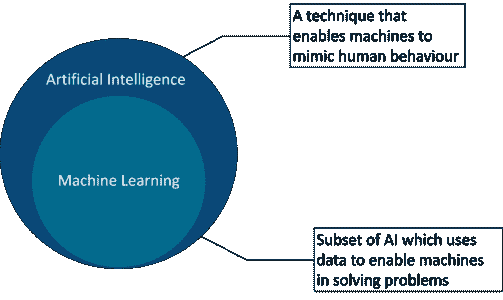 A technique that
enables machines to
mimic human behaviour
Artificial Intelligence
Machine Learning
Subset of AI which uses
data to enable machines
in solving problems